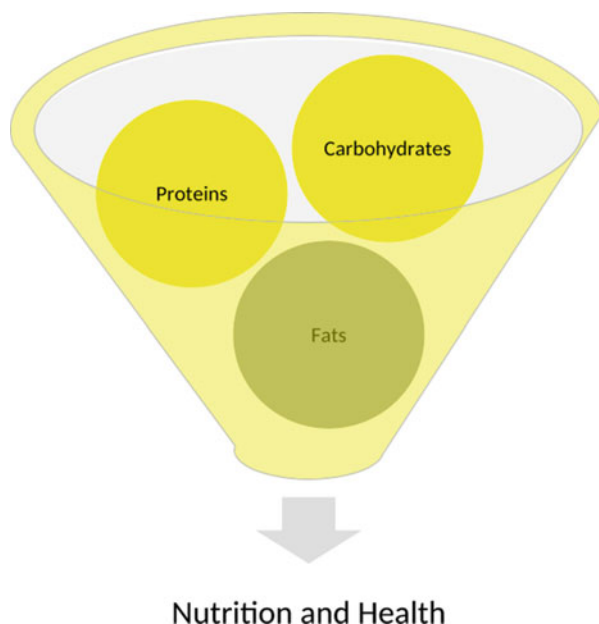 Carbohydrates
Proteins
Fats
Nutrition and Health